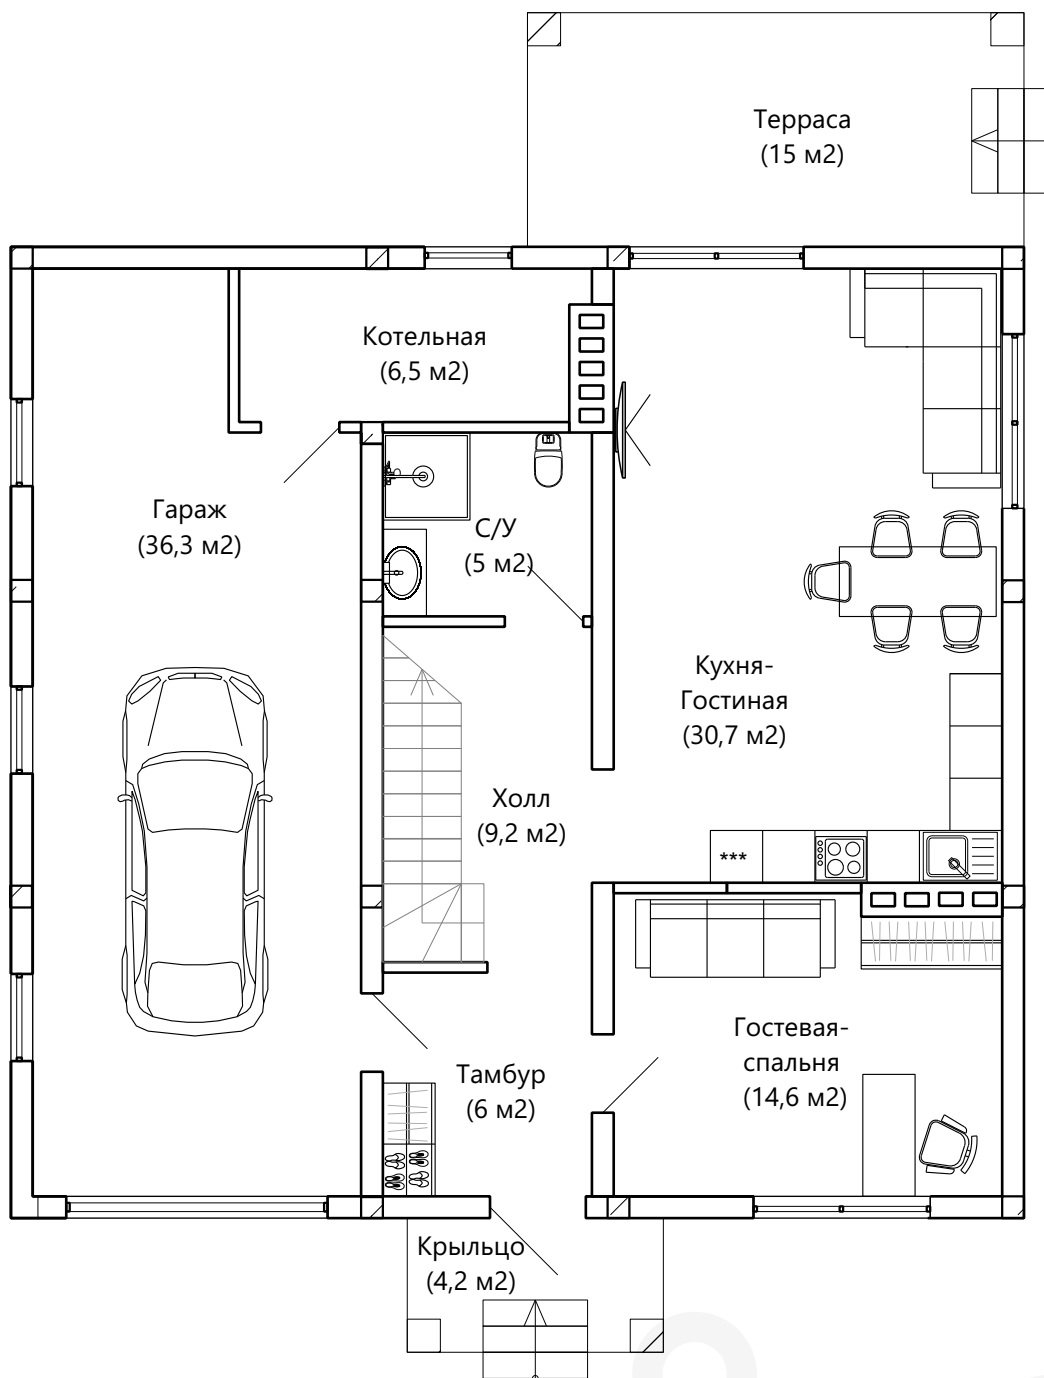 Терраса
(15 м2)
Котельная
(6,5 м2)
Гараж
(36,3 м2)
С/У
(5 м2)
Кухня-
Гостиная
(30,7 м2)
Холл
(9,2 м2)
***
Гостевая-
спальня
(14,6 м2)
Тамбур
(6 м2)
Крыльцо
(4,2 м2)